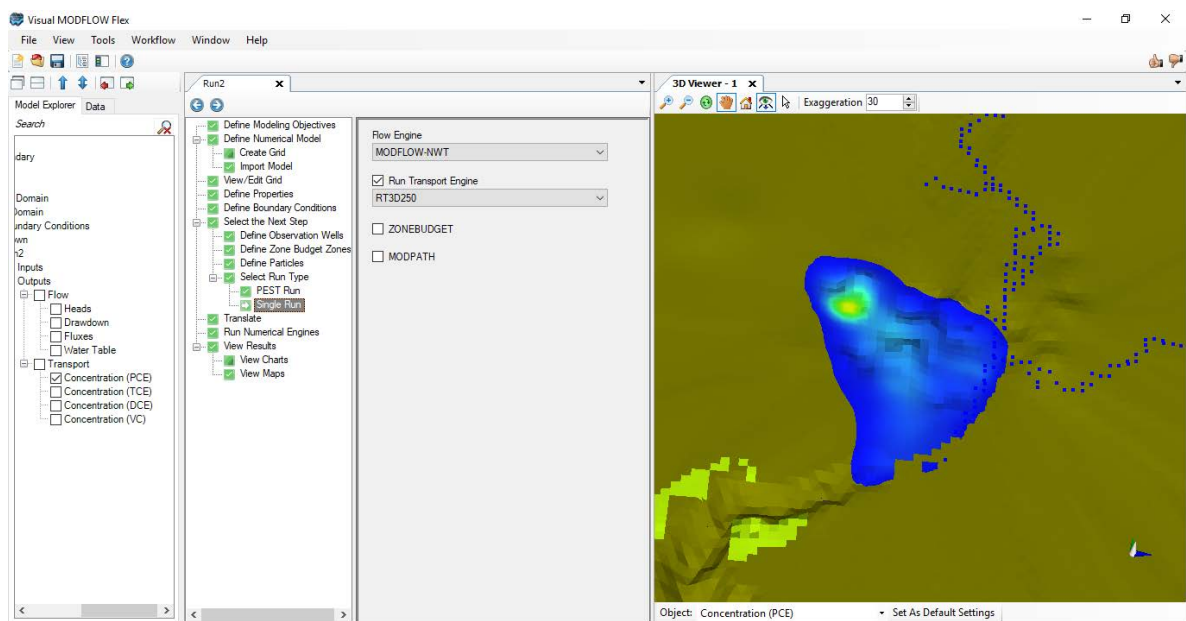 Visual MODFLOW Flex
File View Tools Workflow Window Help
Model Explorer Data
Search
dary
Domain
Domain
undary Conditions
wn
n2
Inputs
Outputs
Flow
Heads
Drawdown
Fluxes
Water Table
Transport
Concentration (PCE)
Concentration (TCE)
Concentration (DCE)
Concentration (VC)
Run2
Define Modeling Objectives
Define Numerical Model
Create Grid
Import Model
View/Edit Grid
Define Properties
Define Boundary Conditions
Select the Next Step
Define Observation Wells
Define Zone Budget Zones
Define Particles
Select Run Type
PEST Run
Single Run
Translate
Run Numerical Engines
View Results
View Charts
View Maps
Flow Engine
MODFLOW-NWT
Run Transport Engine
RT3D250
ZONEBUDGET
MODPATH
3D Viewer - 1
Exaggeration 30
Object: Concentration (PCE) Set As Default Settings